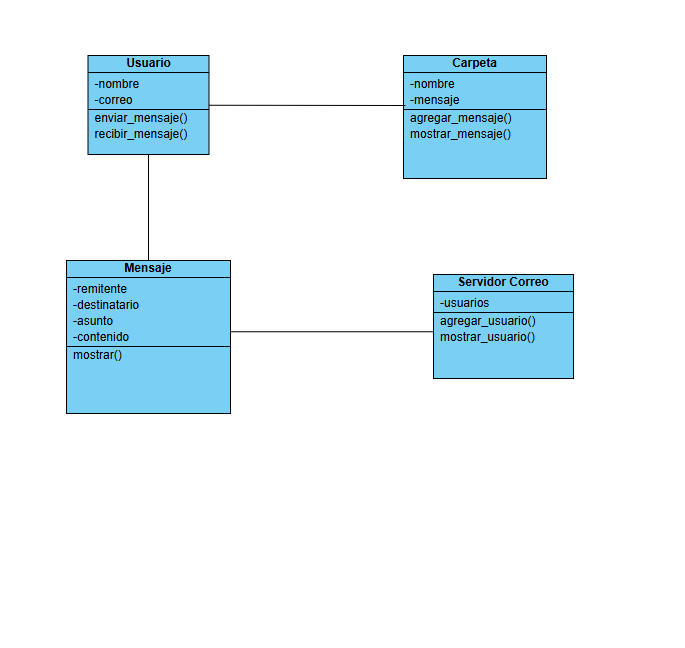 Usuario
-nombre
-correo
enviar_mensaje()
recibir_mensaje()
Carpeta
-nombre
-mensaje
agregar_mensaje()
mostrar_mensaje()
Mensaje
-remitente
-destinatario
-asunto
-contenido
mostrar()
Servidor Correo
-usuarios
agregar_usuario()
mostrar_usuario()